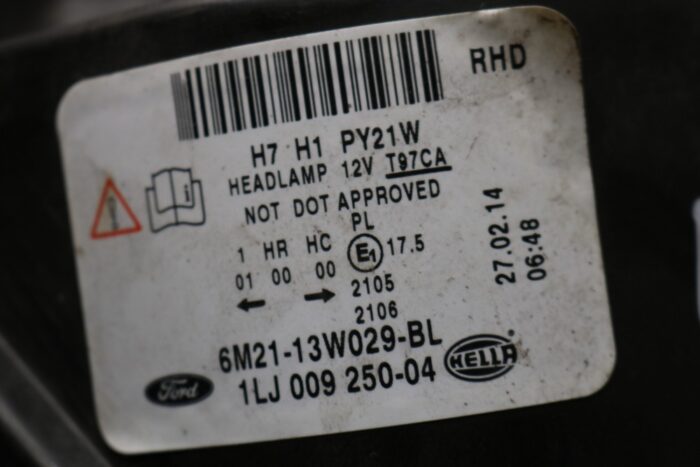 RHD
H7 H1 PY21W
HEADLAMP 12V T97CA
NOT DOT APPROVED
PL
1 HR HC E1 17.5
01 00 00
2105
2106
27.02.14
06:48
6M21-13W029-BL
1LJ 009 250-04
Ford
HELLA